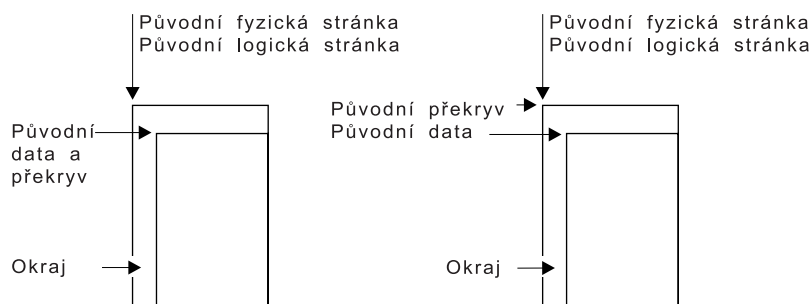 Původní fyzická stránka
Původní logická stránka
Původní
data a
překryv
Okraj
Původní fyzická stránka
Původní logická stránka
Původní překryv
Původní data
Okraj